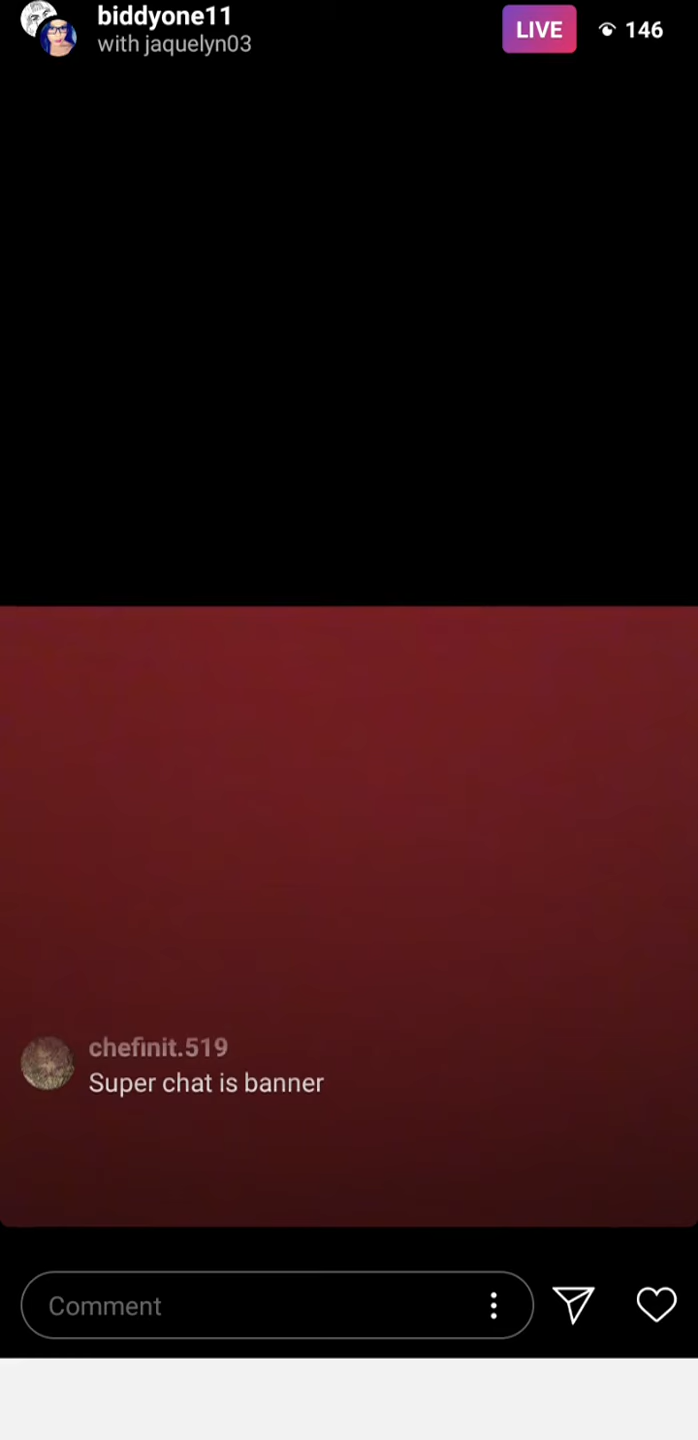 biddyone11
with jaquelyn03
LIVE
146
chefinit.519
Super chat is banner
Comment